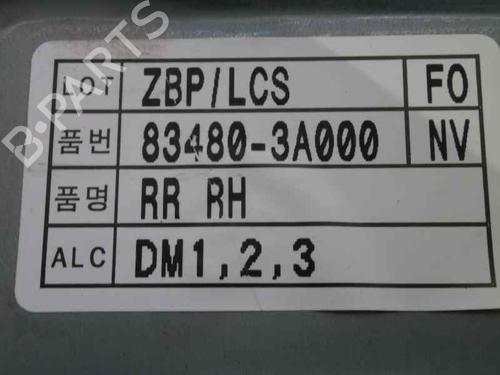 LOT ZBP/LCS FO
품번 83480-3A000 NV
품명 RR RH
ALC DM1,2,3
B-PARTS